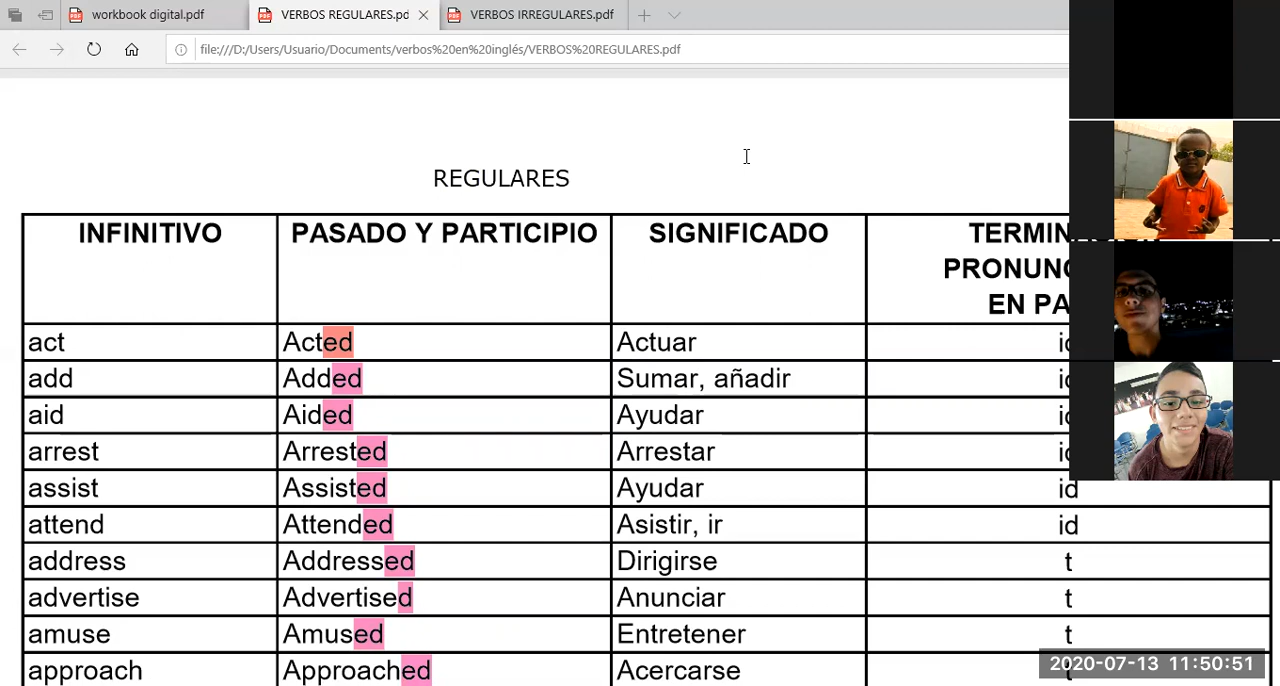 workbook digital.pdf VERBOS REGULARES.pd VERBOS IRREGULARES.pdf
file:///D:/Users/Usuario/Documents/verbos%20en%20inglés/VERBOS%20REGULARES.pdf
REGULARES
INFINITIVO PASADO Y PARTICIPIO SIGNIFICADO
EN
act Acted Actuar
add Added Sumar, añadir
aid Aided Ayudar
arrest Arrested Arrestar
assist Assisted Ayudar id
attend Attended Asistir, ir id
address Addressed Dirigirse t
advertise Advertised Anunciar t
amuse Amused Entretener t
approach Approached Acercarse
2020-07-13 11:50:51